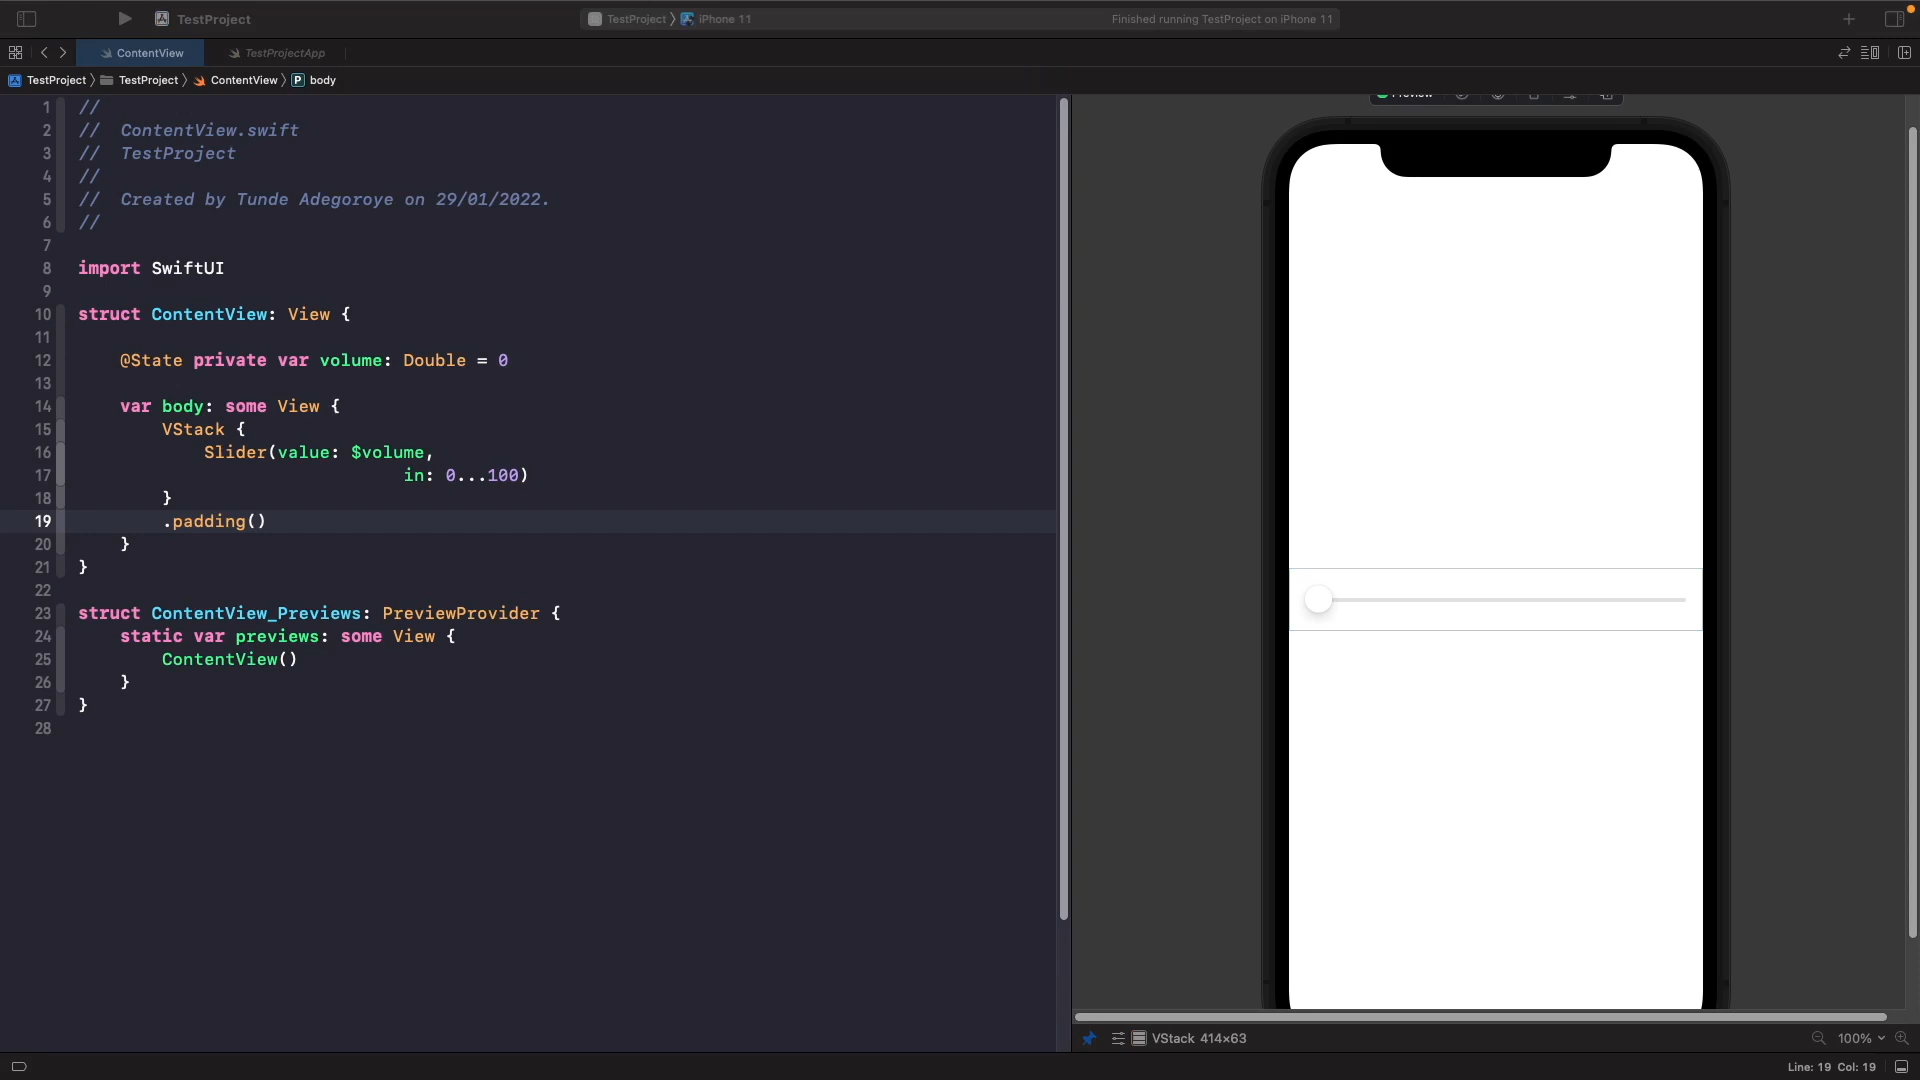 TestProject
TestProject 〉 iPhone 11
Finished running TestProject on iPhone 11
ContentView
TestProjectApp
TestProject 〉 TestProject 〉 ContentView 〉 P body
1 //
2 //  ContentView.swift
3 //  TestProject
4 //
5 //  Created by Tunde Adegoroye on 29/01/2022.
6 //
7
8 import SwiftUI
9
10 struct ContentView: View {
11
12     @State private var volume: Double = 0
13
14     var body: some View {
15         VStack {
16             Slider(value: $volume,
17                                in: 0...100)
18         }
19         .padding()
20     }
21 }
22
23 struct ContentView_Previews: PreviewProvider {
24     static var previews: some View {
25         ContentView()
26     }
27 }
28
Preview
VStack 414×63
100%
Line: 19 Col: 19